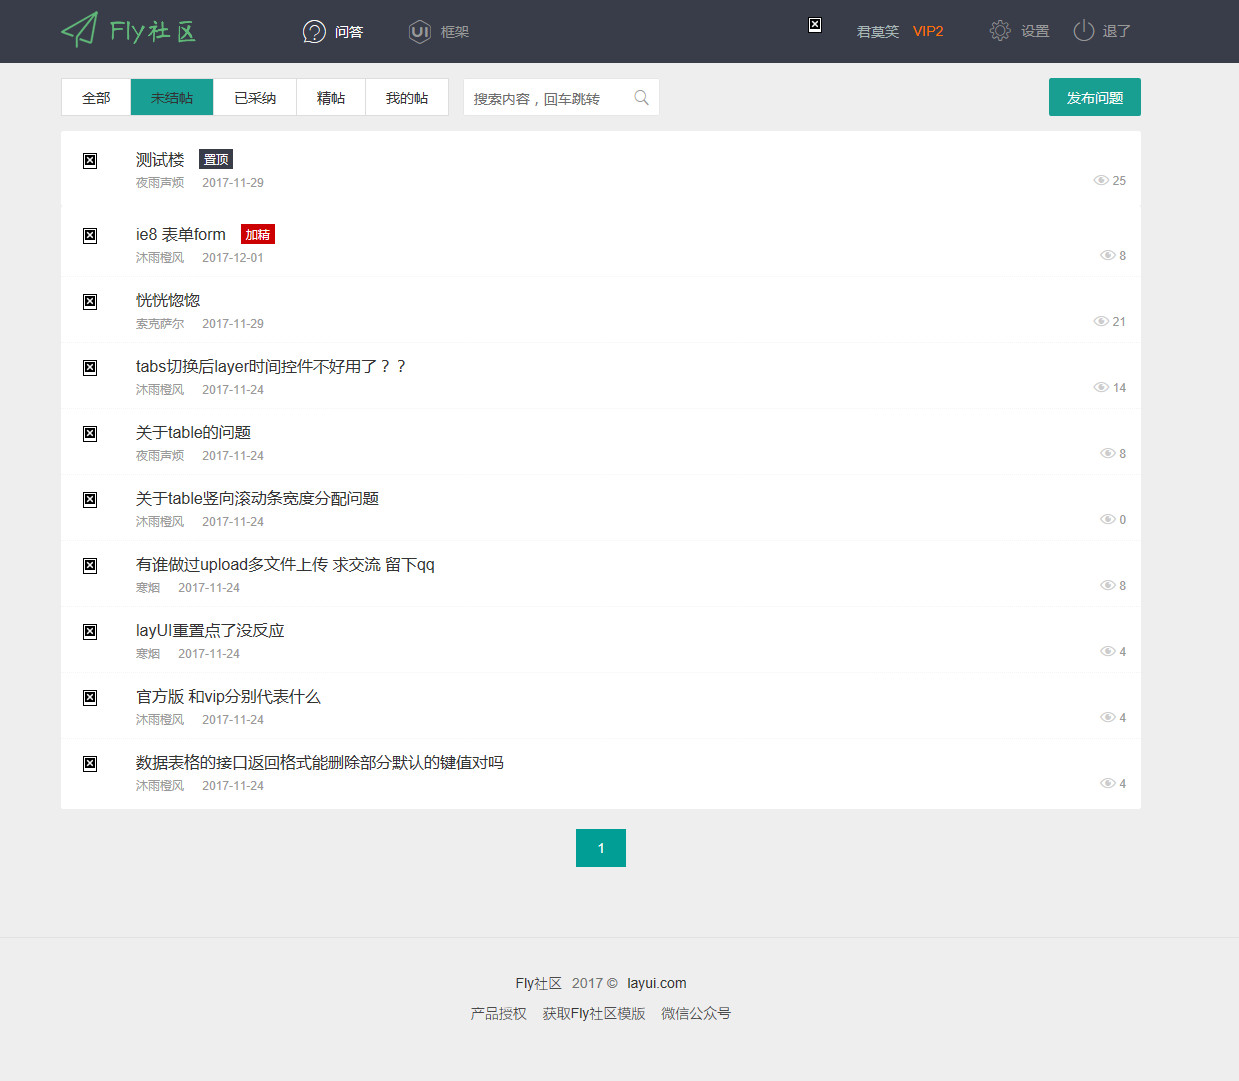 Fly社区 问答 UI 框架 君莫笑 VIP2 设置 退了
全部 未结帖 已采纳 精帖 我的帖 搜索内容，回车跳转 发布问题
测试楼 置顶
夜雨声烦 2017-11-29 25
ie8 表单form 加精
沐雨橙风 2017-12-01 8
恍恍惚惚
索克萨尔 2017-11-29 21
tabs切换后layer时间控件不好用了？？
沐雨橙风 2017-11-24 14
关于table的问题
夜雨声烦 2017-11-24 8
关于table竖向滚动条宽度分配问题
沐雨橙风 2017-11-24 0
有谁做过upload多文件上传 求交流 留下qq
寒烟 2017-11-24 8
layUI重置点了没反应
寒烟 2017-11-24 4
官方版 和vip分别代表什么
沐雨橙风 2017-11-24 4
数据表格的接口返回格式能删除部分默认的键值对吗
沐雨橙风 2017-11-24 4
1
Fly社区 2017 © layui.com
产品授权 获取Fly社区模版 微信公众号